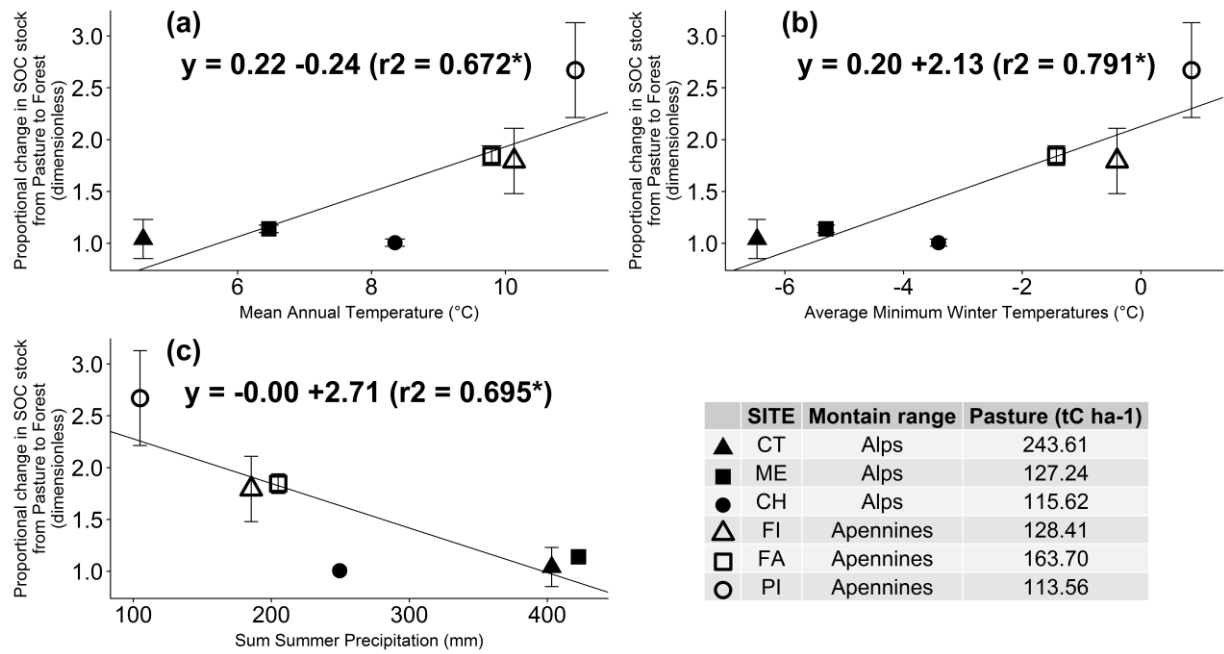 (a)
y = 0.22 -0.24 (r2 = 0.672*)
Proportional change in SOC stock
from Pasture to Forest
(dimensionless)
3.0
2.5
2.0
1.5
1.0
6 8 10
Mean Annual Temperature (°C)
(b)
y = 0.20 +2.13 (r2 = 0.791*)
Proportional change in SOC stock
from Pasture to Forest
(dimensionless)
3.0
2.5
2.0
1.5
1.0
-6 -4 -2 0
Average Minimum Winter Temperatures (°C)
(c)
y = -0.00 +2.71 (r2 = 0.695*)
Proportional change in SOC stock
from Pasture to Forest
(dimensionless)
3.0
2.5
2.0
1.5
1.0
100 200 300 400
Sum Summer Precipitation (mm)
SITE Montain range Pasture (tC ha-1)
CT Alps 243.61
ME Alps 127.24
CH Alps 115.62
FI Apennines 128.41
FA Apennines 163.70
PI Apennines 113.56